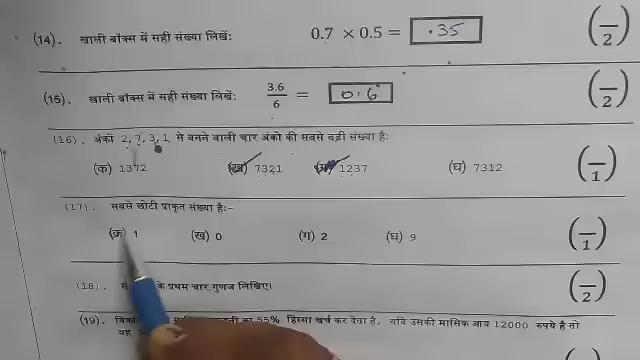 (14). खाली बॉक्स में सही संख्या लिखें: 0.7 × 0.5 = .35 (/2)
(15). खाली बॉक्स में सही संख्या लिखें: 3.6/6 = 0.6 (/2)
(16). अंकों 2, 7, 3, 1, से बनने वाली चार अंको की सबसे बड़ी संख्या है: (/1)
(क) 1372 (ख) 7321 (ग) 1237 (घ) 7312
(17). सबसे छोटी प्राकृत संख्या है:- (/1)
(क) 1 (ख) 0 (ग) 2 (घ) 9
(18). के प्रथम चार गुणज लिखिए। (/2)
(19). हिस्सा खर्च कर देता है, यदि उसकी मासिक आय 12000 रुपये है तो
वह